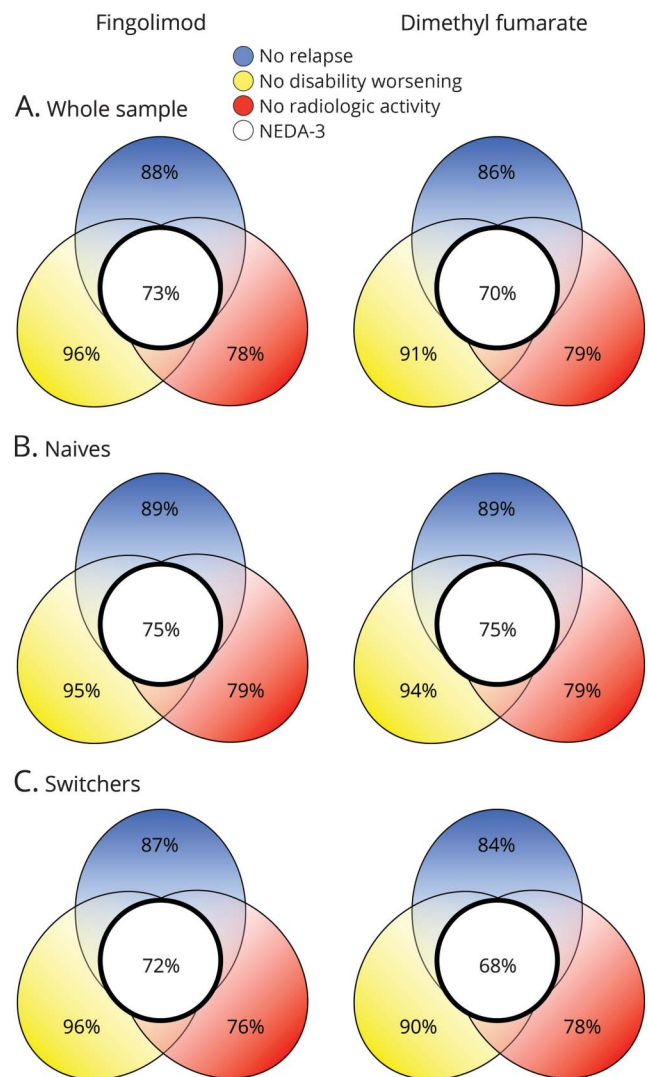 Fingolimod Dimethyl fumarate
No relapse
No disability worsening
No radiologic activity
NEDA-3
A. Whole sample
88% 86%
73% 70%
96% 78% 91% 79%
B. Naives
89% 89%
75% 75%
95% 79% 94% 79%
C. Switchers
87% 84%
72% 68%
96% 76% 90% 78%